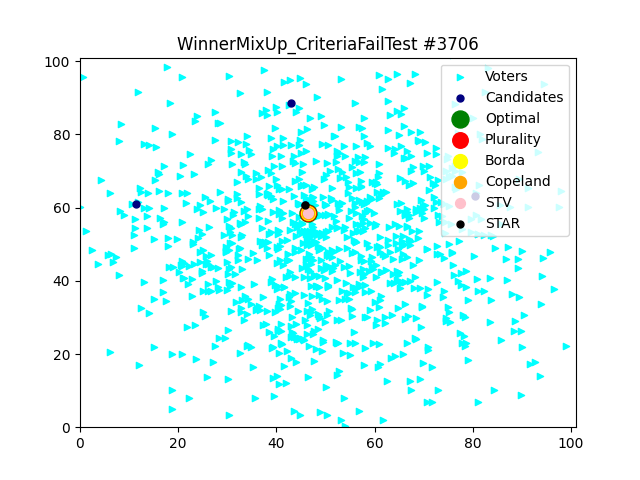 WinnerMixUp_CriteriaFailTest #3706
100
80
60
40
20
0
0 20 40 60 80 100
Voters
Candidates
Optimal
Plurality
Borda
Copeland
STV
STAR